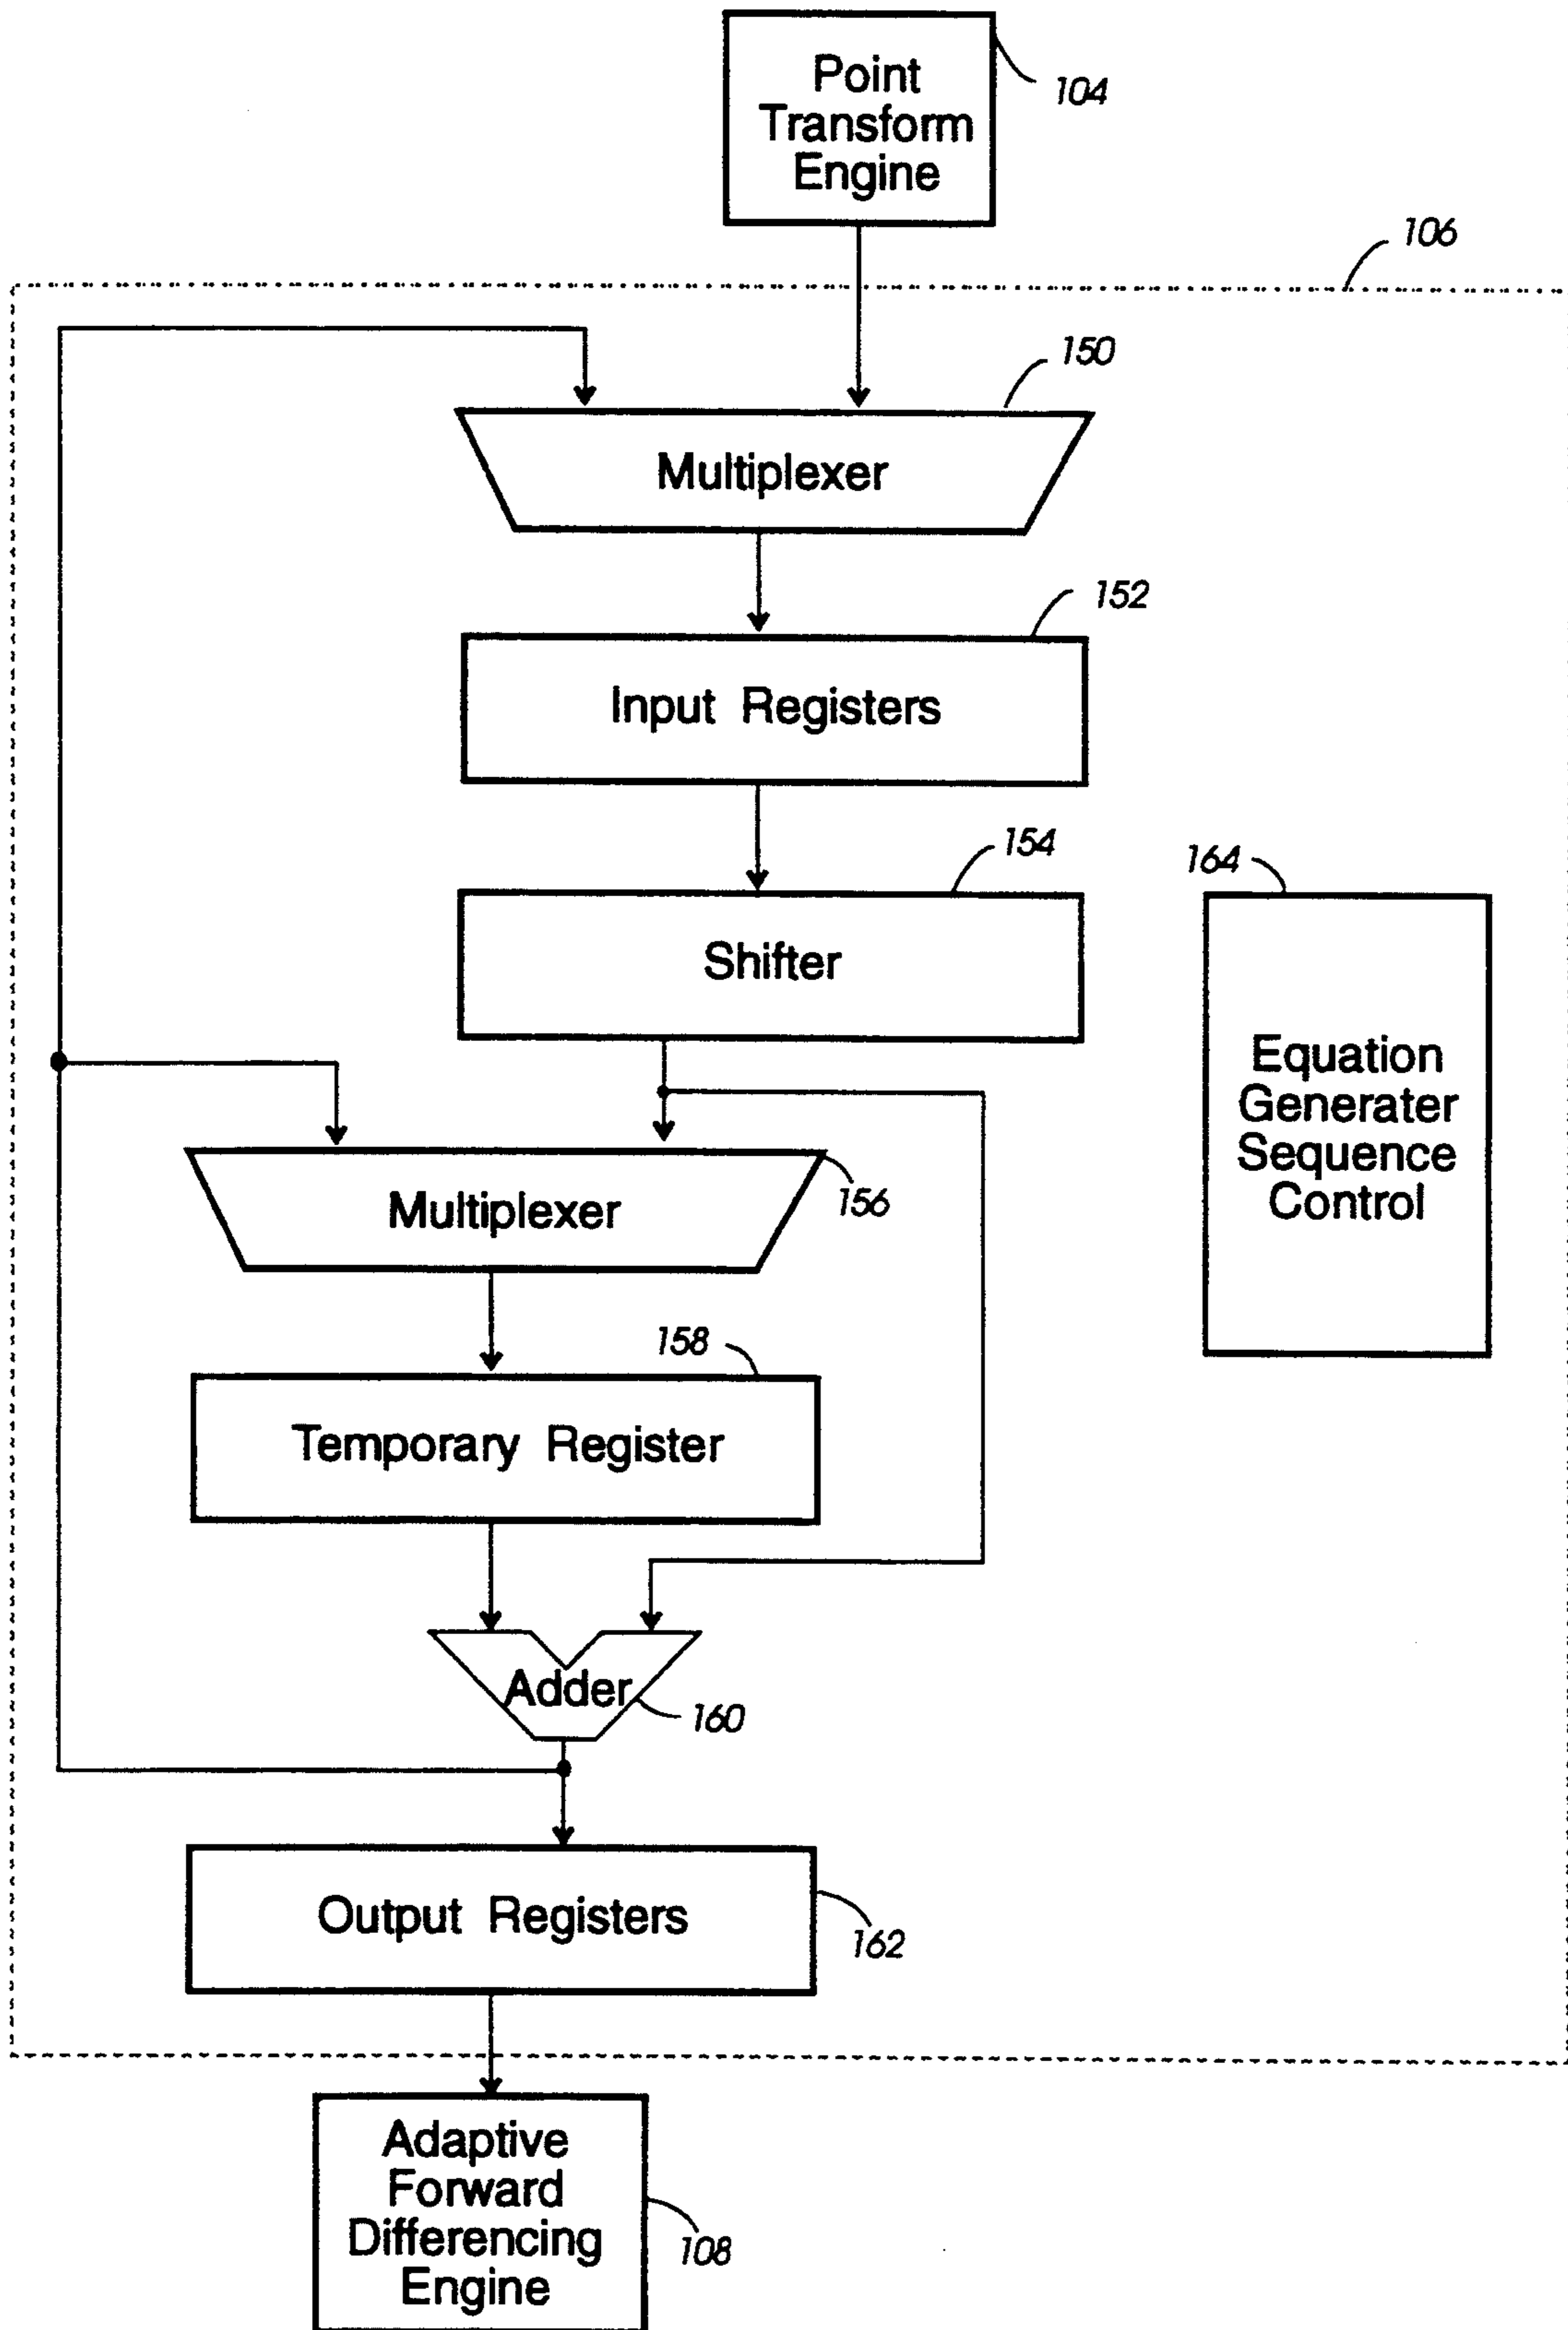 Point
Transform
Engine
104
106
150
Multiplexer
152
Input Registers
154
164
Shifter
Equation
Generater
Sequence
Control
Multiplexer
156
158
Temporary Register
Adder
160
Output Registers
162
Adaptive
Forward
Differencing
Engine
108